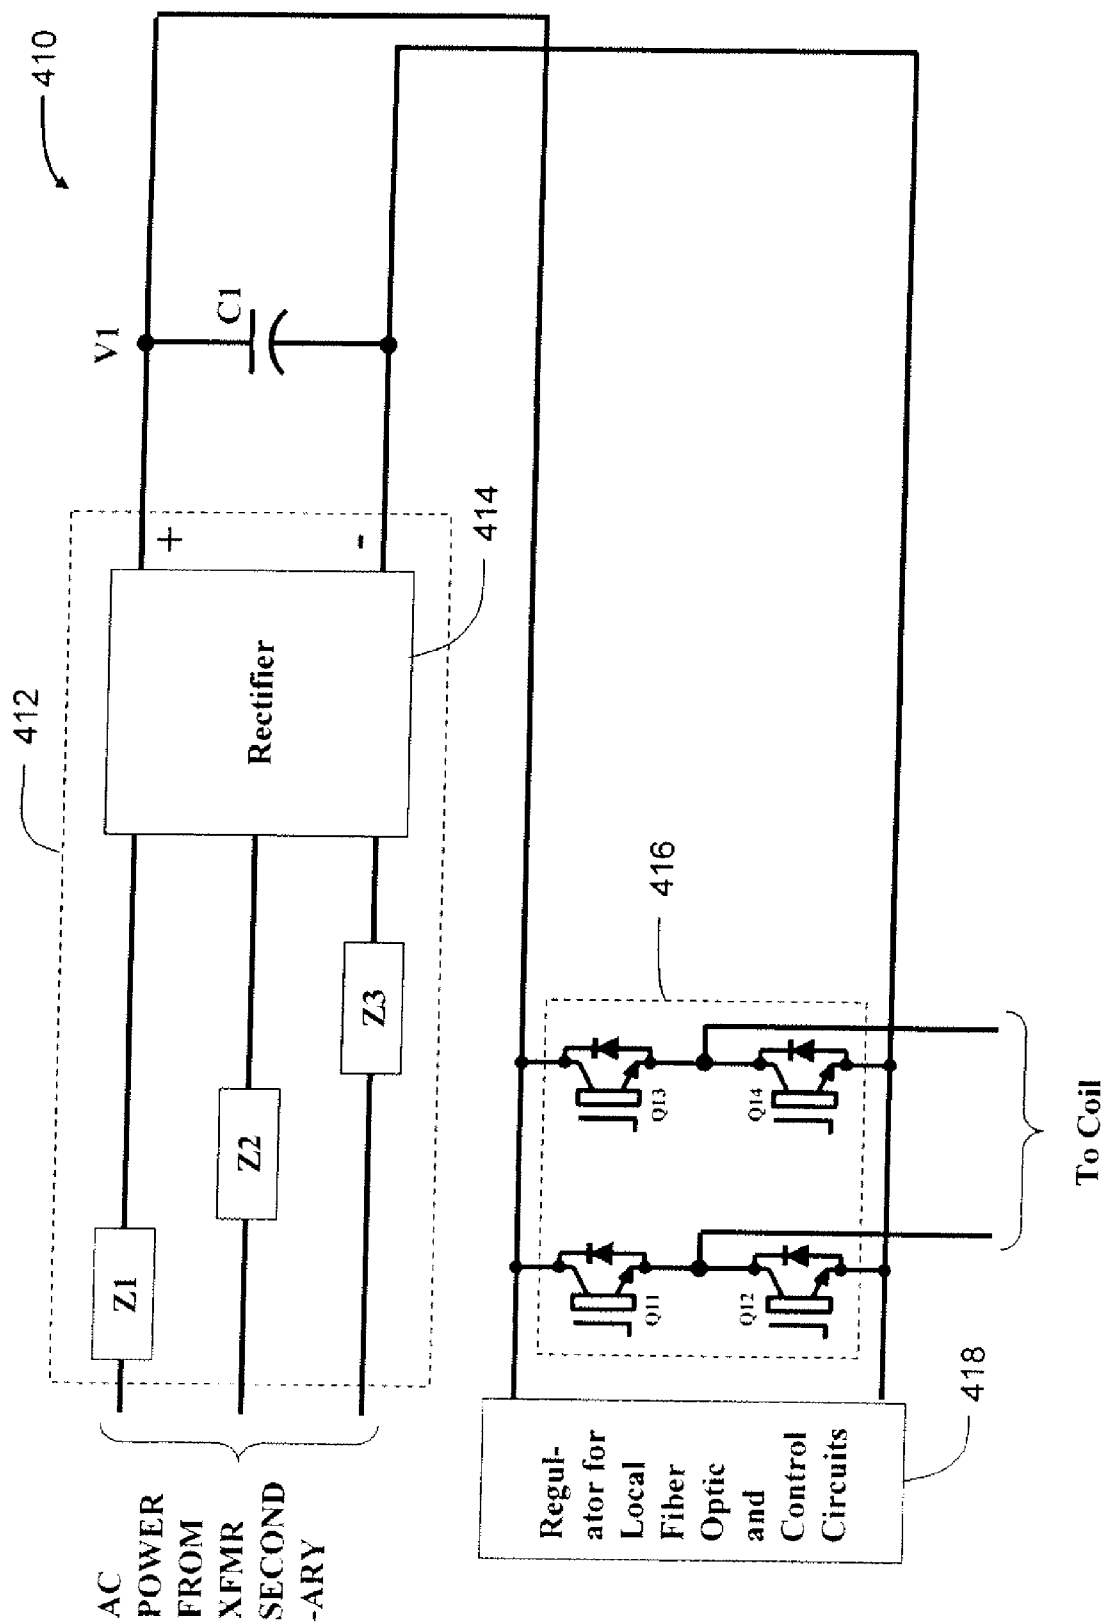 410
412
V1
C1
+
-
Rectifier
414
Z1
Z2
Z3
AC
POWER
FROM
XFMR
SECOND
-ARY
416
Q11
Q13
Q12
Q14
Regul-
ator for
Local
Fiber
Optic
and
Control
Circuits
418
To Coil